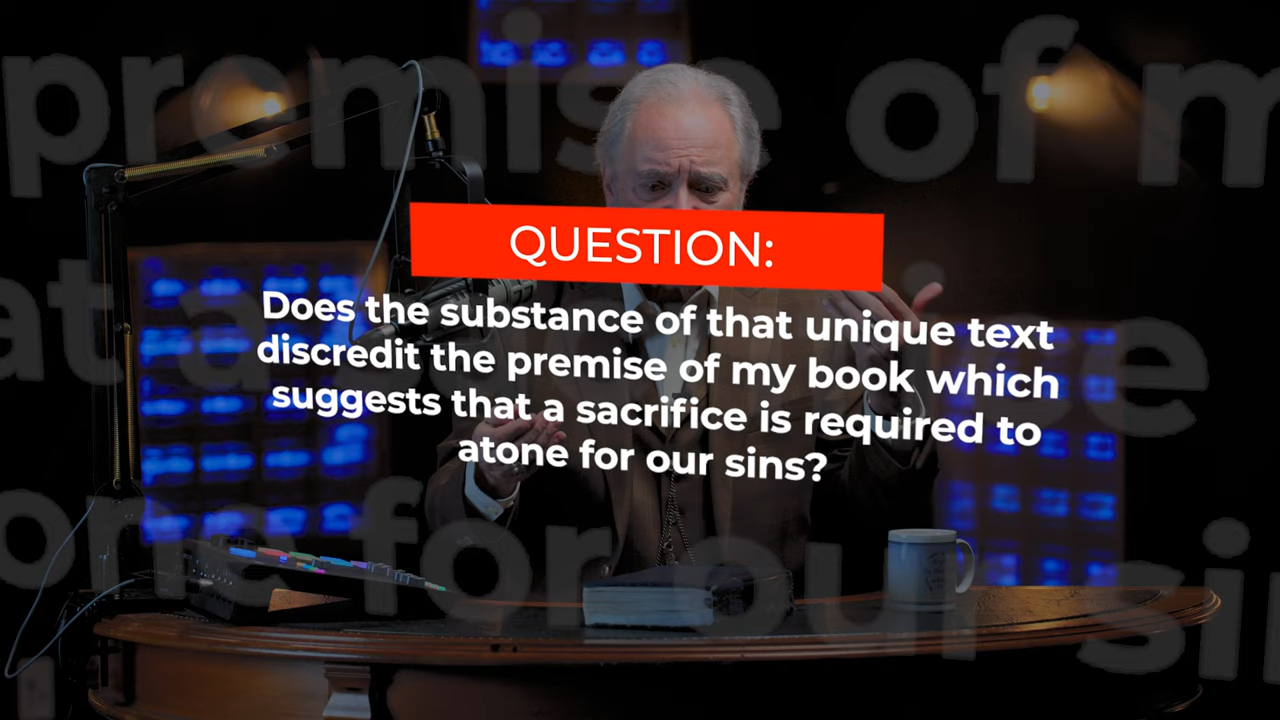 QUESTION:
Does the substance of that unique text
discredit the premise of my book which
suggests that a sacrifice is required to
atone for our sins?